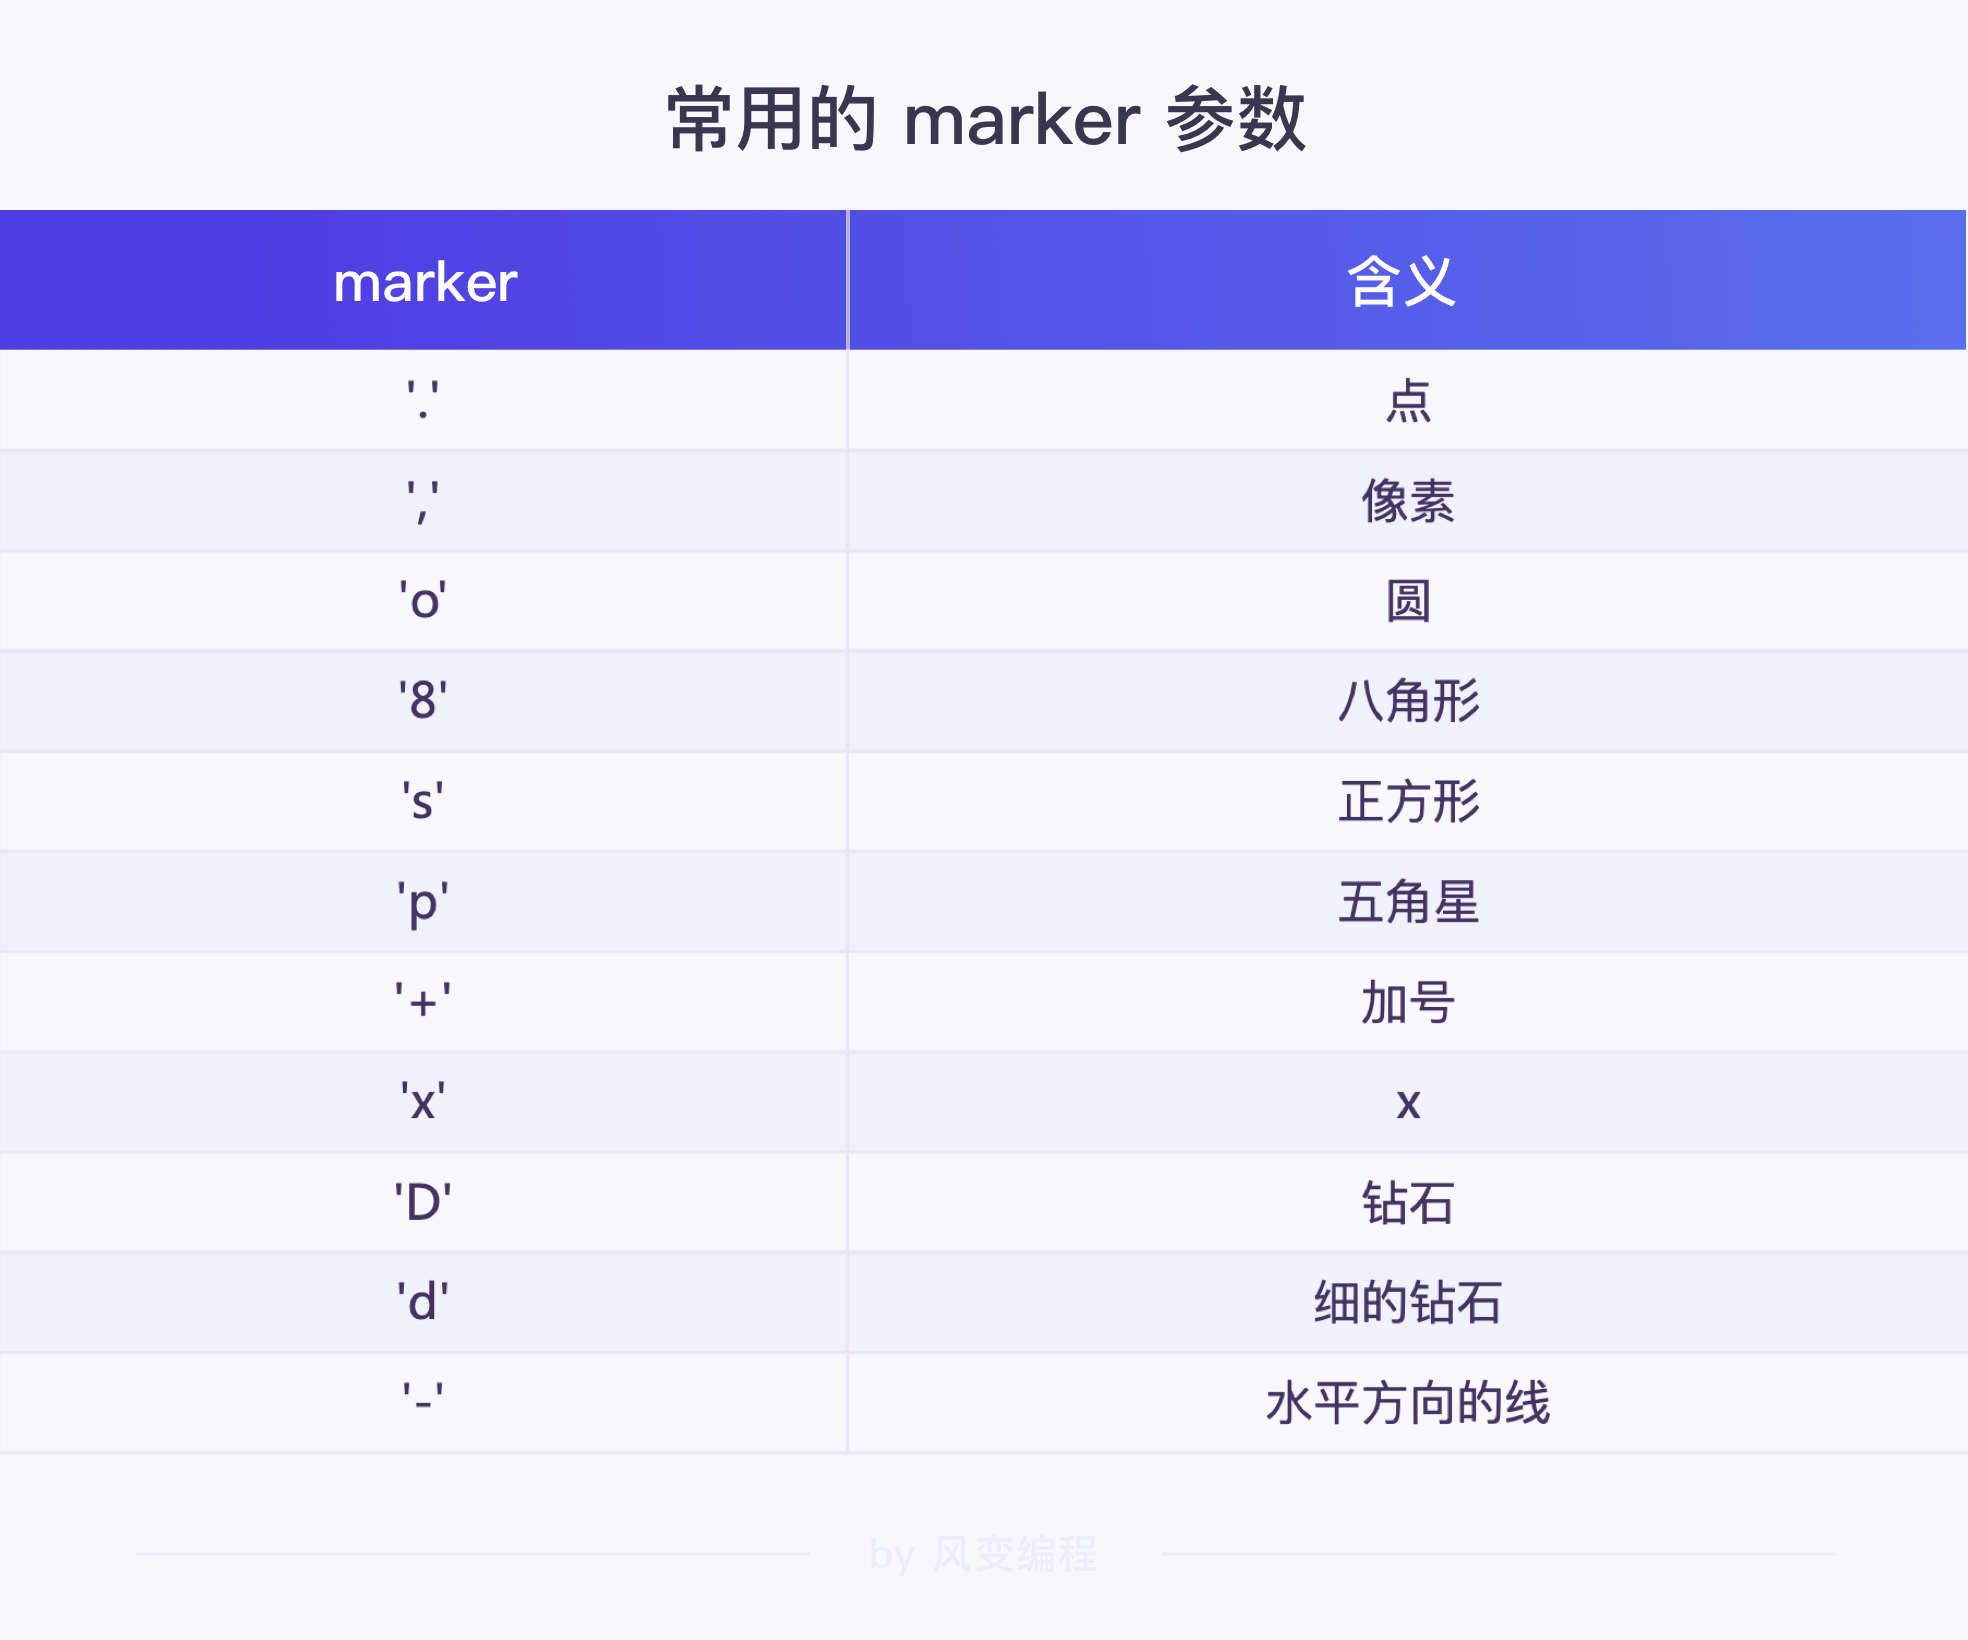 常用的 marker 参数
marker 含义
'.' 点
',' 像素
'o' 圆
'8' 八角形
's' 正方形
'p' 五角星
'+' 加号
'x' x
'D' 钻石
'd' 细的钻石
'-' 水平方向的线
by 风变编程